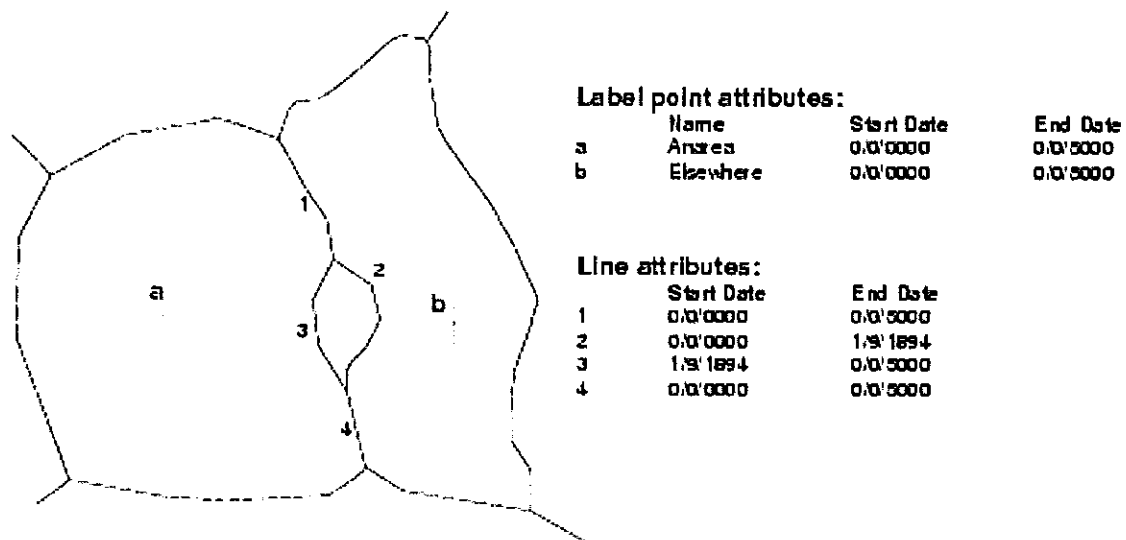 Label point attributes:
Name Start Date End Date
a 0/0/0000 0/0/5000
b Elsewhere 0/0/0000 0/0/5000
1
2
a
b
3
4
Line attributes:
Start Date End Date
1 0/0/0000 0/0/5000
2 0/0/0000 1/9/1894
3 1/9/1894 0/0/5000
4 0/0/0000 0/0/5000